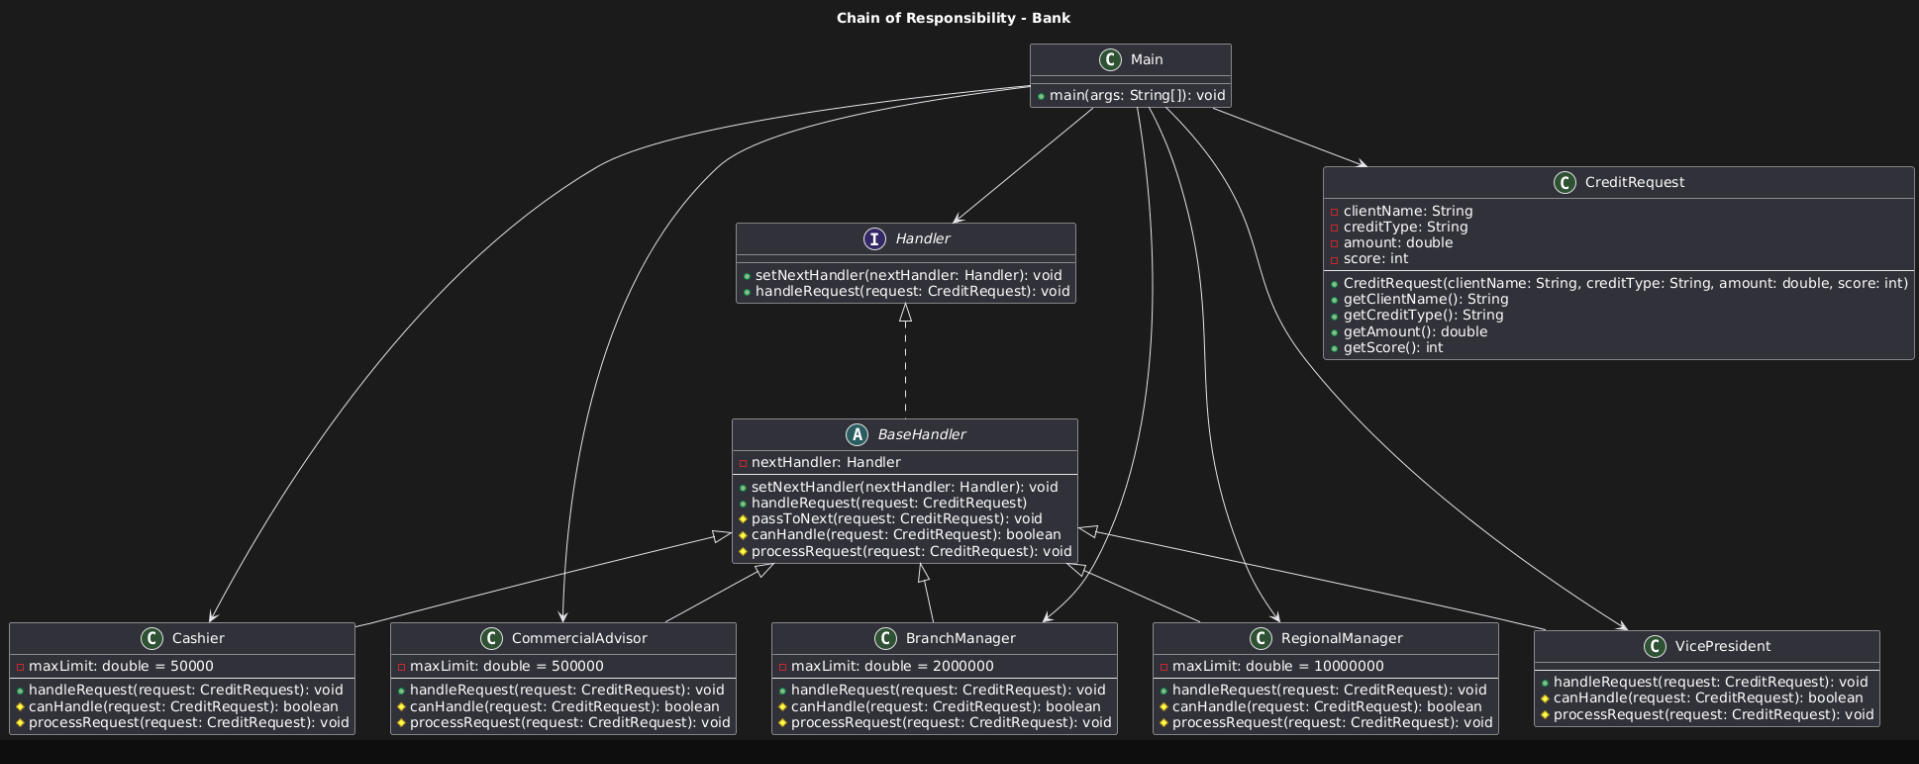 Chain of Responsibility - Bank
C Main
main(args: String[]): void
C CreditRequest
clientName: String
creditType: String
amount: double
score: int
CreditRequest(clientName: String, creditType: String, amount: double, score: int)
getClientName(): String
getCreditType(): String
getAmount(): double
getScore(): int
I Handler
setNextHandler(nextHandler: Handler): void
handleRequest(request: CreditRequest): void
A BaseHandler
nextHandler: Handler
setNextHandler(nextHandler: Handler): void
handleRequest(request: CreditRequest)
passToNext(request: CreditRequest): void
canHandle(request: CreditRequest): boolean
processRequest(request: CreditRequest): void
C Cashier
maxLimit: double = 50000
handleRequest(request: CreditRequest): void
canHandle(request: CreditRequest): boolean
processRequest(request: CreditRequest): void
C CommercialAdvisor
maxLimit: double = 500000
handleRequest(request: CreditRequest): void
canHandle(request: CreditRequest): boolean
processRequest(request: CreditRequest): void
C BranchManager
maxLimit: double = 2000000
handleRequest(request: CreditRequest): void
canHandle(request: CreditRequest): boolean
processRequest(request: CreditRequest): void
C RegionalManager
maxLimit: double = 10000000
handleRequest(request: CreditRequest): void
canHandle(request: CreditRequest): boolean
processRequest(request: CreditRequest): void
C VicePresident
handleRequest(request: CreditRequest): void
canHandle(request: CreditRequest): boolean
processRequest(request: CreditRequest): void